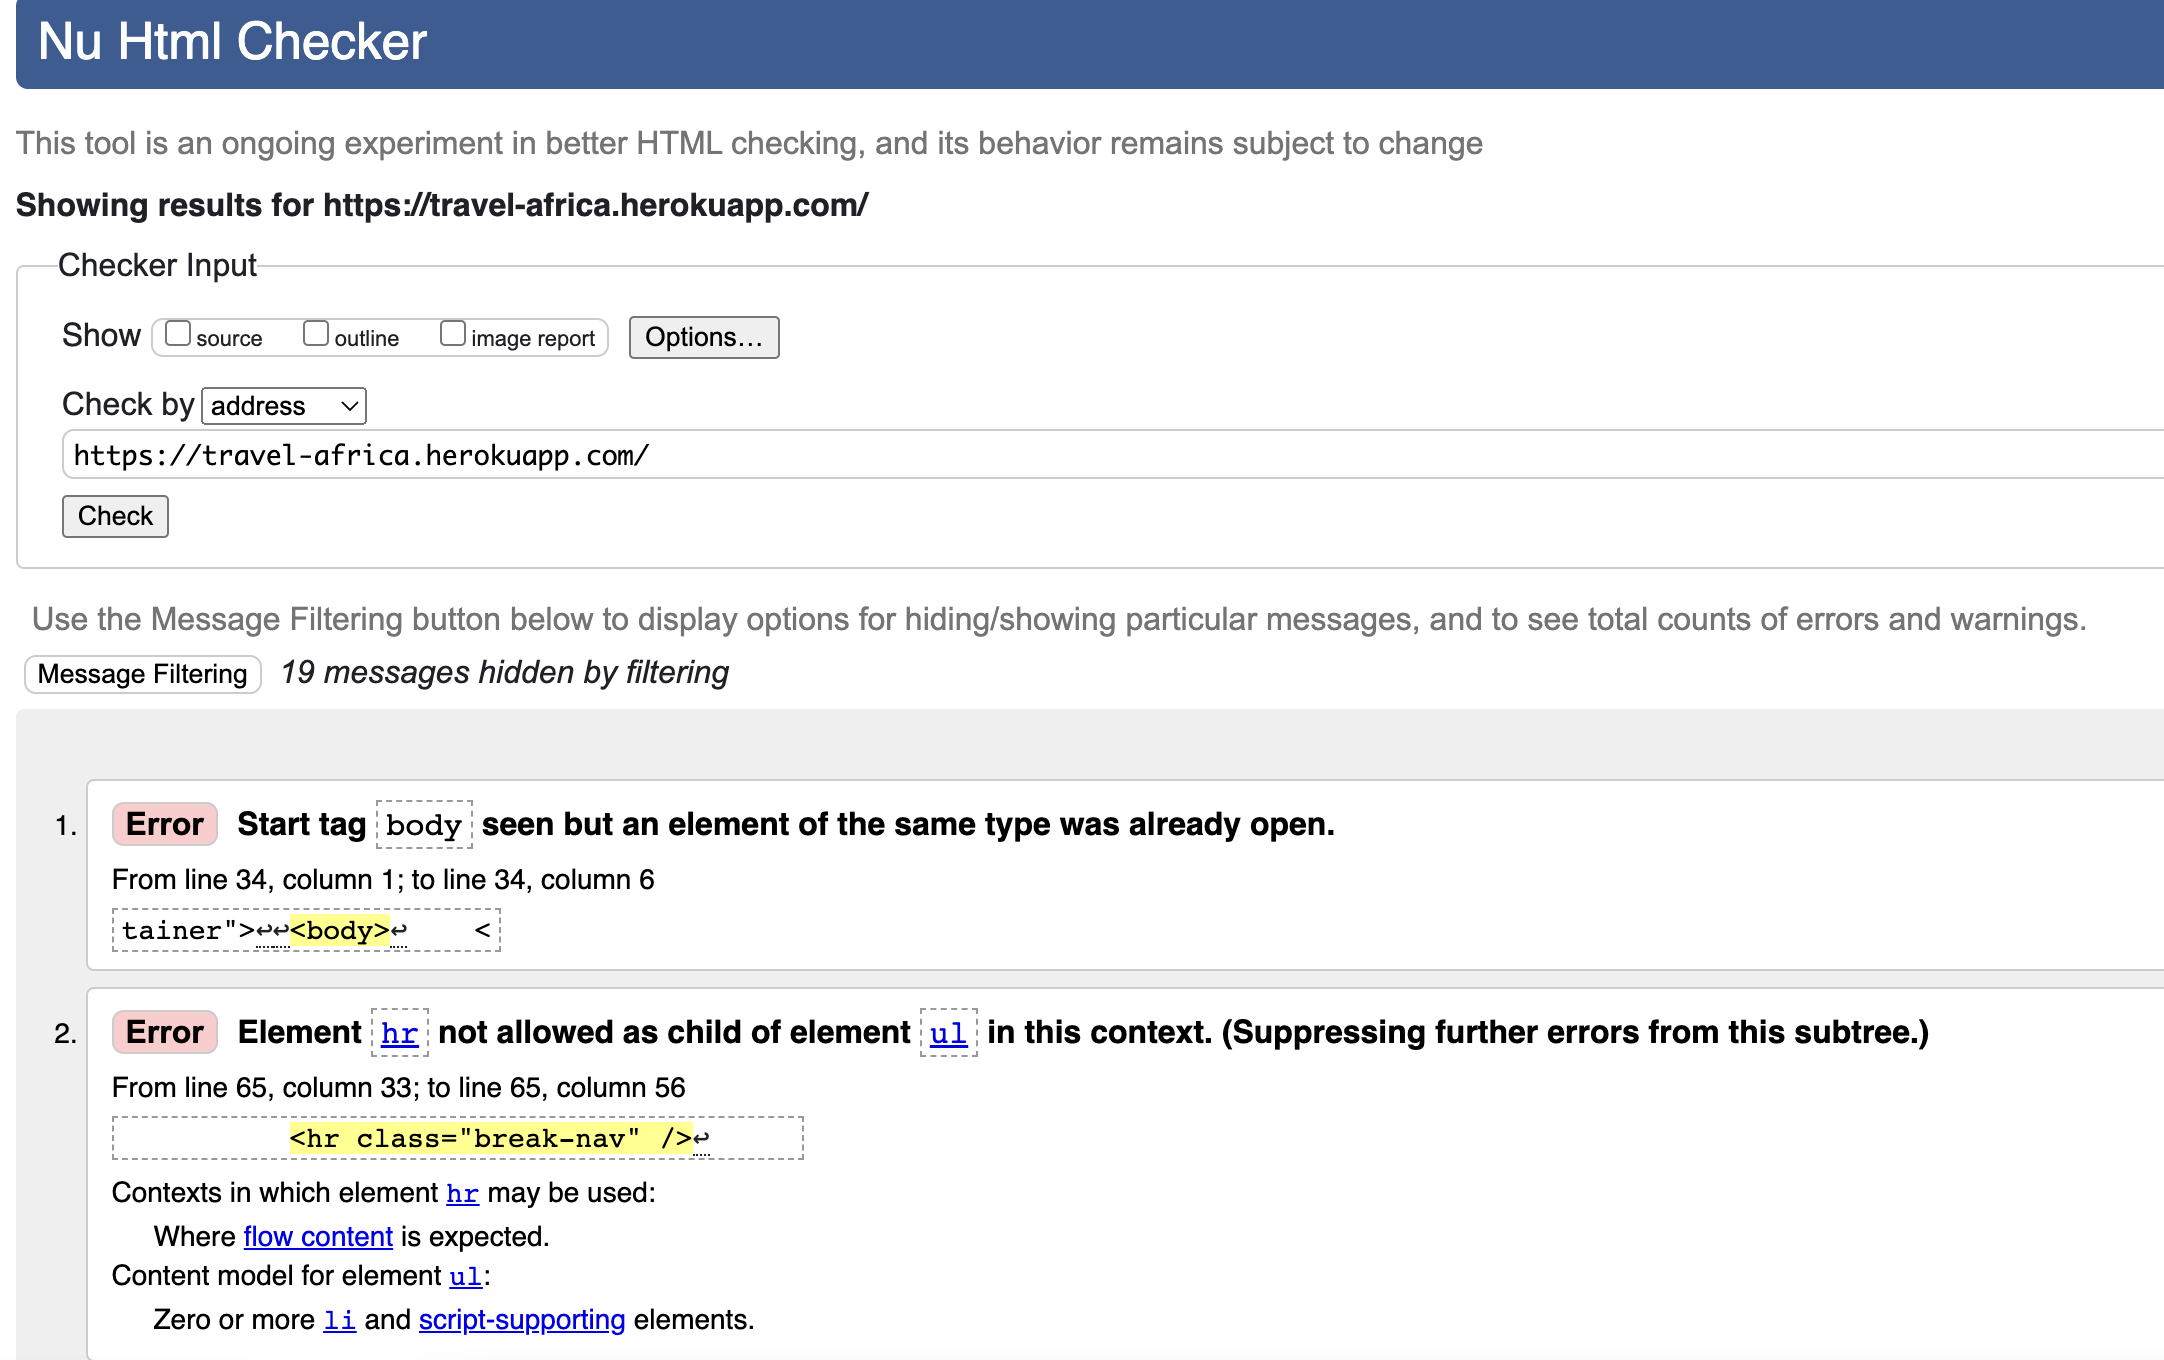 Nu Html Checker
This tool is an ongoing experiment in better HTML checking, and its behavior remains subject to change
Showing results for https://travel-africa.herokuapp.com/
Checker Input
Show source outline image report Options...
Check by address
https://travel-africa.herokuapp.com/
Check
Use the Message Filtering button below to display options for hiding/showing particular messages, and to see total counts of errors and warnings.
Message Filtering 19 messages hidden by filtering
1. Error Start tag body seen but an element of the same type was already open.
From line 34, column 1; to line 34, column 6
tainer">↩↩<body>↩ <
2. Error Element hr not allowed as child of element ul in this context. (Suppressing further errors from this subtree.)
From line 65, column 33; to line 65, column 56
<hr class="break-nav" />↩
Contexts in which element hr may be used:
Where flow content is expected.
Content model for element ul:
Zero or more li and script-supporting elements.